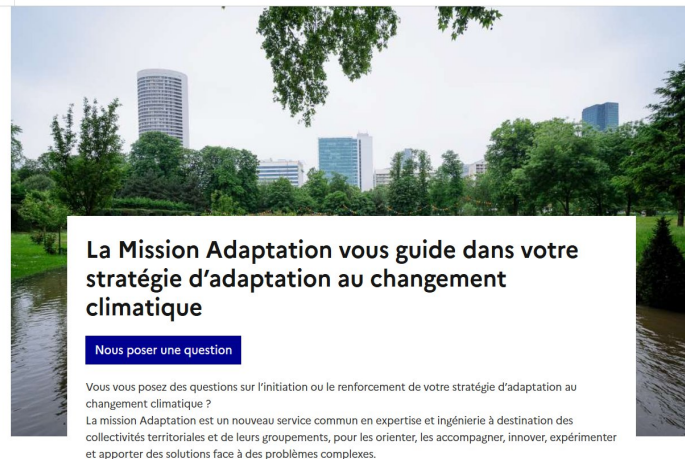 La Mission Adaptation vous guide dans votre
stratégie d’adaptation au changement
climatique
Nous poser une question
Vous vous posez des questions sur l’initiation ou le renforcement de votre stratégie d’adaptation au
changement climatique ?
La mission Adaptation est un nouveau service commun en expertise et ingénierie à destination des
collectivités territoriales et de leurs groupements, pour les orienter, les accompagner, innover, expérimenter
et apporter des solutions face à des problèmes complexes.